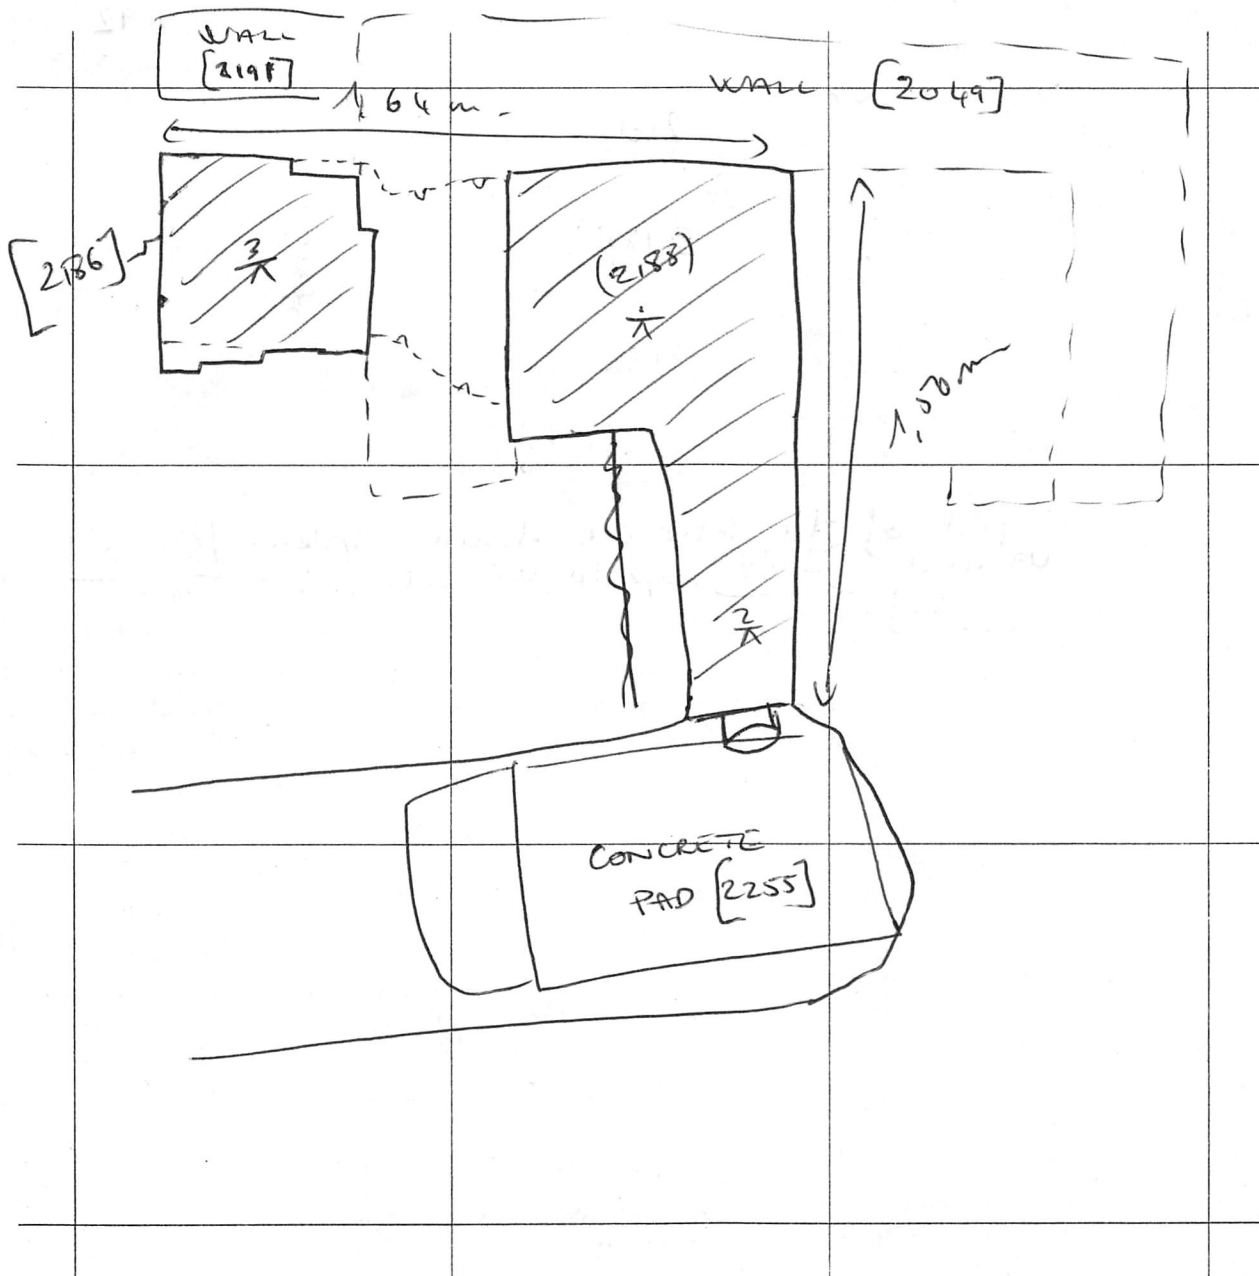 WALL
[2198]
1,64 m.
WALL [2049]
[2186]
3
(2188)
1
1,50 m
2
CONCRETE
PAD [2255]